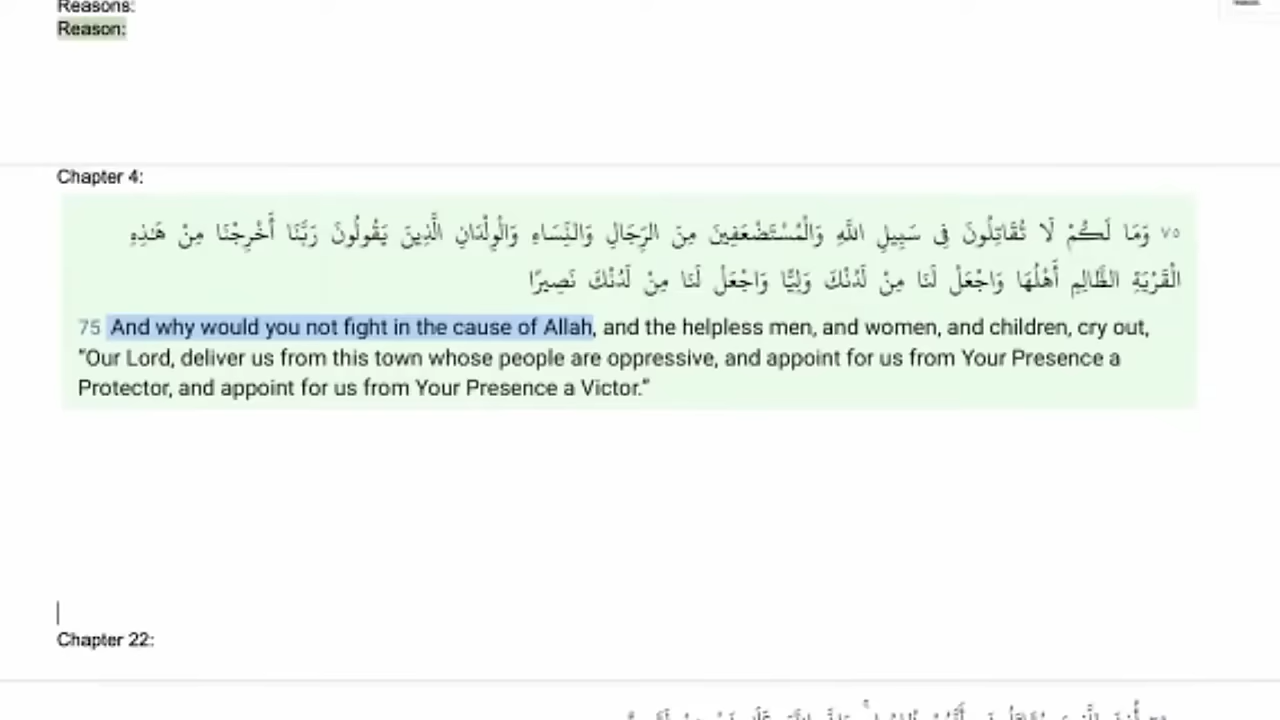 Reasons:
Reason:
Chapter 4:
٧٥ وَمَا لَكُمْ لَا تُقَاتِلُونَ فِى سَبِيلِ اللَّهِ وَالْمُسْتَضْعَفِينَ مِنَ الرِّجَالِ وَالنِّسَاءِ وَالْوِلْدَانِ الَّذِينَ يَقُولُونَ رَبَّنَا أَخْرِجْنَا مِنْ هَٰذِهِ
الْقَرْيَةِ الظَّالِمِ أَهْلُهَا وَاجْعَلْ لَنَا مِنْ لَدُنْكَ وَلِيًّا وَاجْعَلْ لَنَا مِنْ لَدُنْكَ نَصِيرًا
75 And why would you not fight in the cause of Allah, and the helpless men, and women, and children, cry out,
"Our Lord, deliver us from this town whose people are oppressive, and appoint for us from Your Presence a
Protector, and appoint for us from Your Presence a Victor."
Chapter 22: